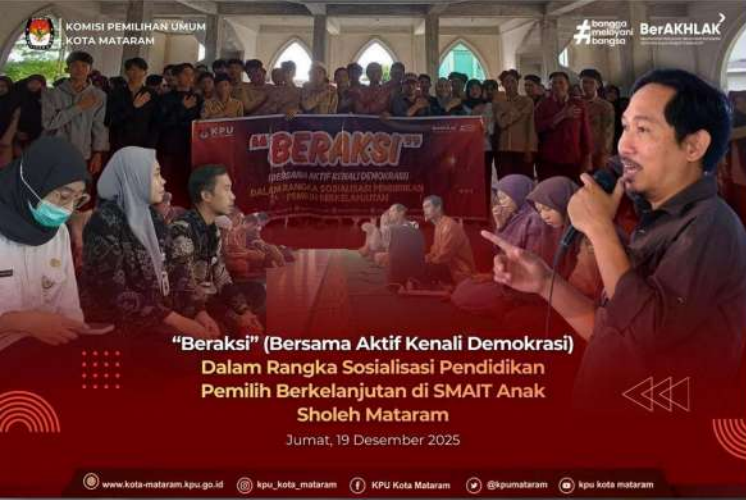 KOMISI PEMILIHAN UMUM
KOTA MATARAM
#bangga
melayani
bangsa
BerAKHLAK
KPU
"BERAKSI"
(BERSAMA AKTIF KENALI DEMOKRASI)
DALAM RANGKA SOSIALISASI PENDIDIKAN
PEMILIH BERKELANJUTAN
"Beraksi" (Bersama Aktif Kenali Demokrasi)
Dalam Rangka Sosialisasi Pendidikan
Pemilih Berkelanjutan di SMAIT Anak
Sholeh Mataram
Jumat, 19 Desember 2025
www.kota-mataram.kpu.go.id kpu_kota_mataram KPU Kota Mataram @kpumataram kpu kota mataram